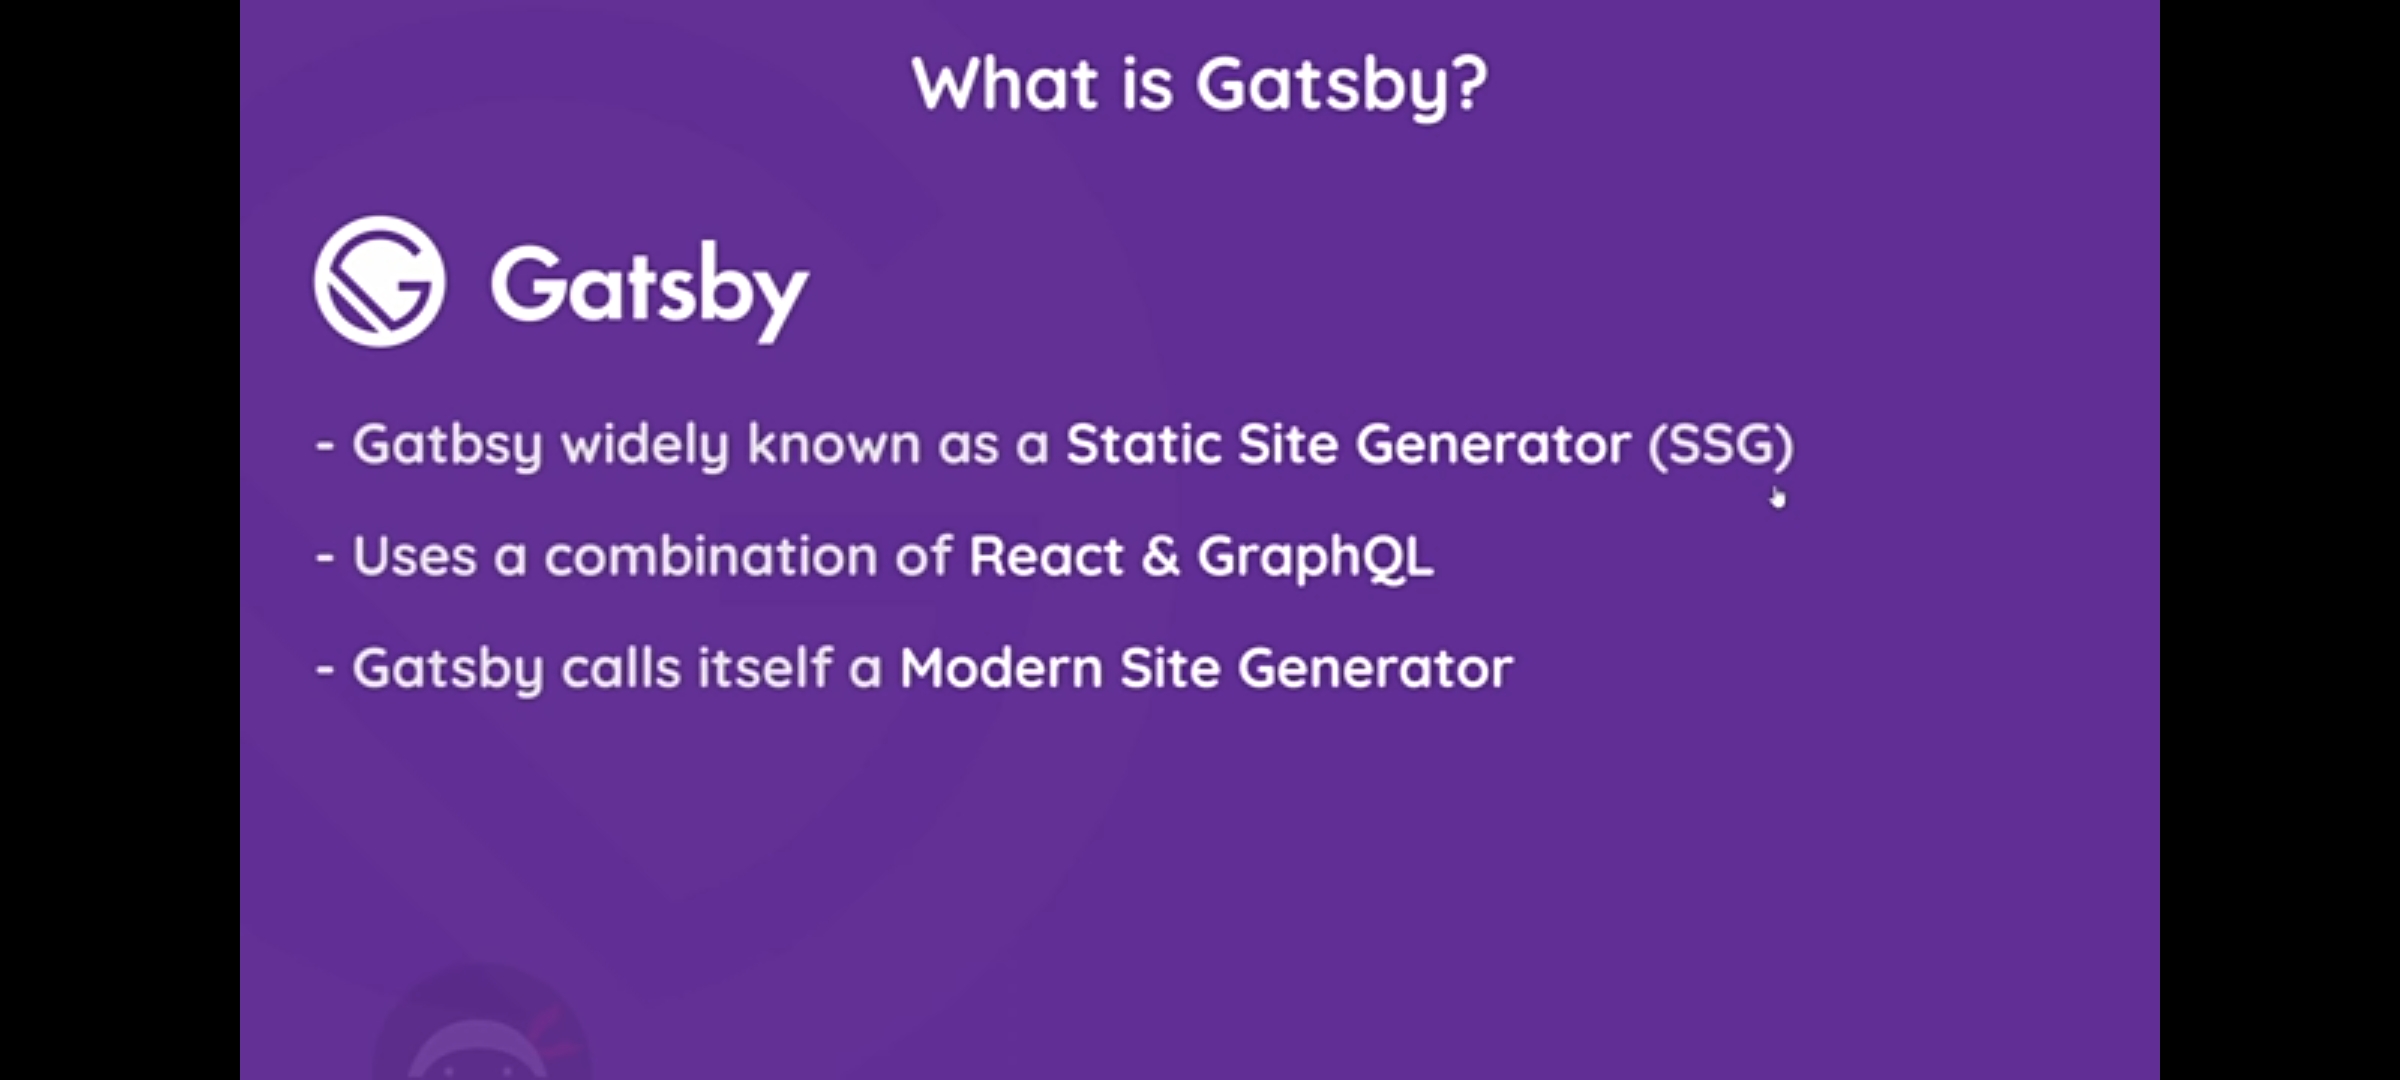 What is Gatsby?
Gatsby
- Gatbsy widely known as a Static Site Generator (SSG)
- Uses a combination of React & GraphQL
- Gatsby calls itself a Modern Site Generator